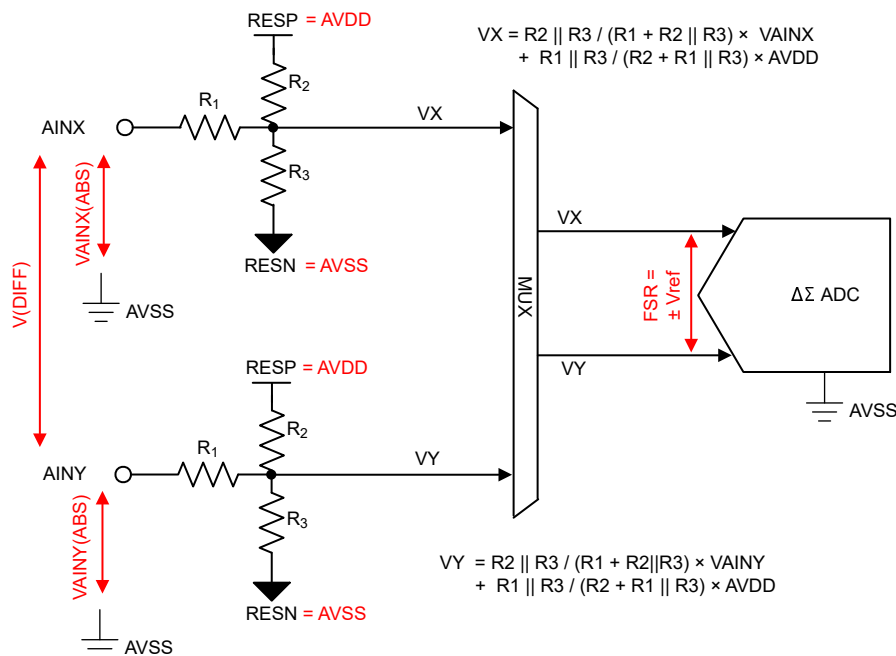 RESP = AVDD
VX = R2 || R3 / (R1 + R2 || R3) × VAINX
+ R1 || R3 / (R2 + R1 || R3) × AVDD
R2
R1
AINX
VX
R3
VAINX(ABS)
RESN = AVSS
AVSS
V(DIFF)
MUX
VX
FSR =
± Vref
ΔΣ ADC
VY
AVSS
RESP = AVDD
R2
R1
AINY
VY
R3
VAINY(ABS)
RESN = AVSS
AVSS
VY = R2 || R3 / (R1 + R2||R3) × VAINY
+ R1 || R3 / (R2 + R1 || R3) × AVDD